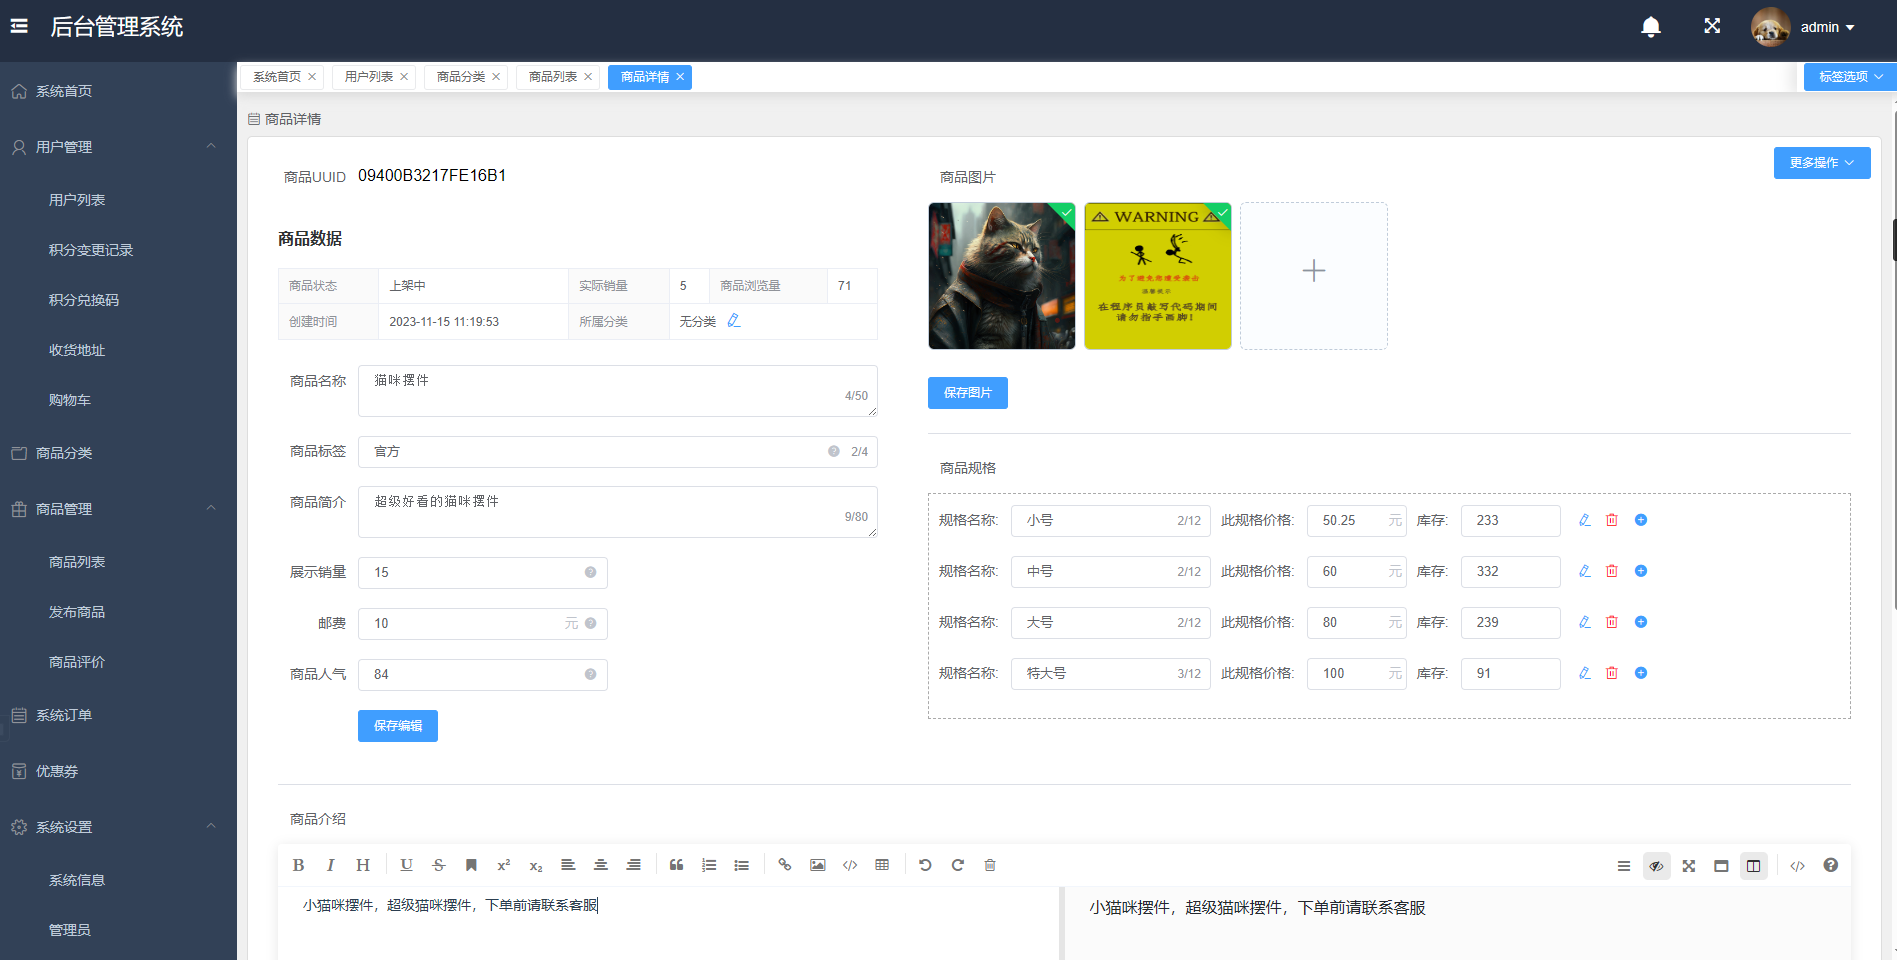 后台管理系统
admin
系统首页
用户管理
用户列表
积分变更记录
积分兑换码
收货地址
购物车
商品分类
商品管理
商品列表
发布商品
商品评价
系统订单
优惠券
系统设置
系统信息
管理员
系统首页 用户列表 商品分类 商品列表 商品详情 标签选项
商品详情
更多操作
商品UUID 09400B3217FE16B1
商品数据
商品状态 上架中 实际销量 5 商品浏览量 71
创建时间 2023-11-15 11:19:53 所属分类 无分类
商品名称 猫咪摆件 4/50
商品标签 官方 2/4
商品简介 超级好看的猫咪摆件 9/80
展示销量 15
邮费 10 元
商品人气 84
保存编辑
商品图片
WARNING
为了避免您遭受袭击
温馨提示
在程序员敲写代码期间
请勿指手画脚!
保存图片
商品规格
规格名称: 小号 2/12 此规格价格: 50.25 元 库存: 233
规格名称: 中号 2/12 此规格价格: 60 元 库存: 332
规格名称: 大号 2/12 此规格价格: 80 元 库存: 239
规格名称: 特大号 3/12 此规格价格: 100 元 库存: 91
商品介绍
小猫咪摆件，超级猫咪摆件，下单前请联系客服
小猫咪摆件，超级猫咪摆件，下单前请联系客服